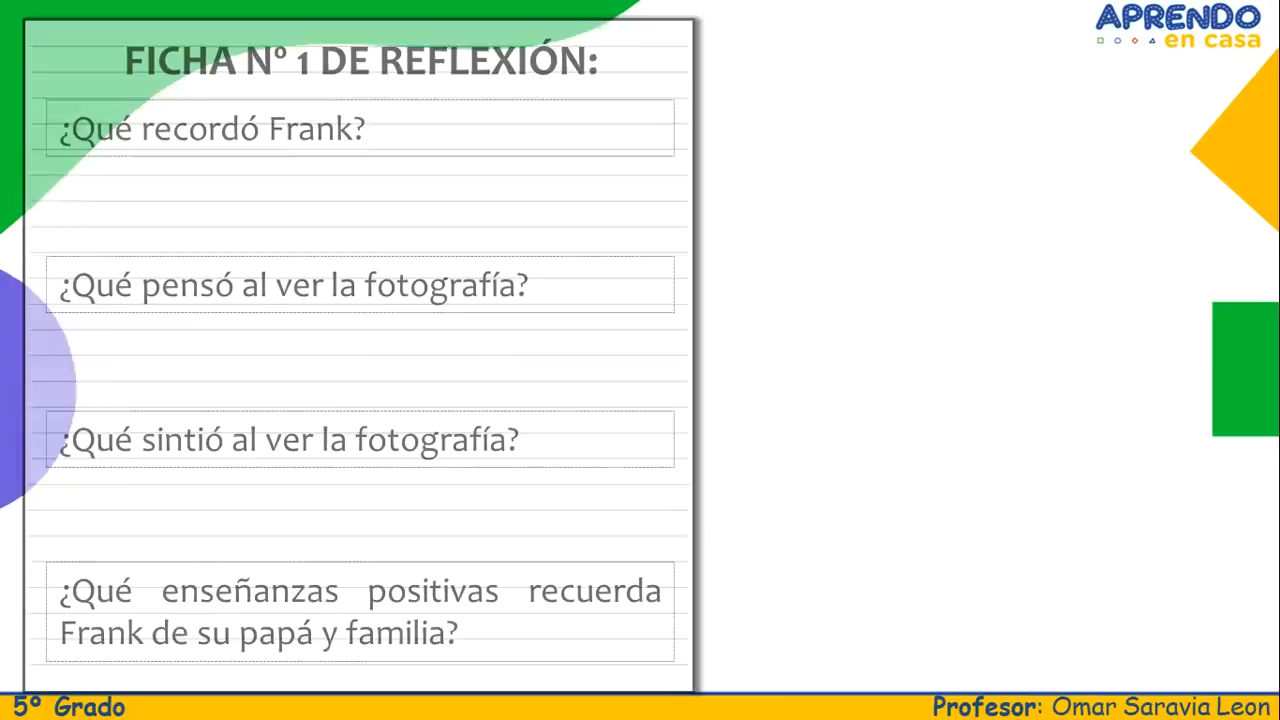 APRENDO
en casa
FICHA Nº 1 DE REFLEXIÓN:
¿Qué recordó Frank?
¿Qué pensó al ver la fotografía?
¿Qué sintió al ver la fotografía?
¿Qué enseñanzas positivas recuerda
Frank de su papá y familia?
5º Grado
Profesor: Omar Saravia Leon